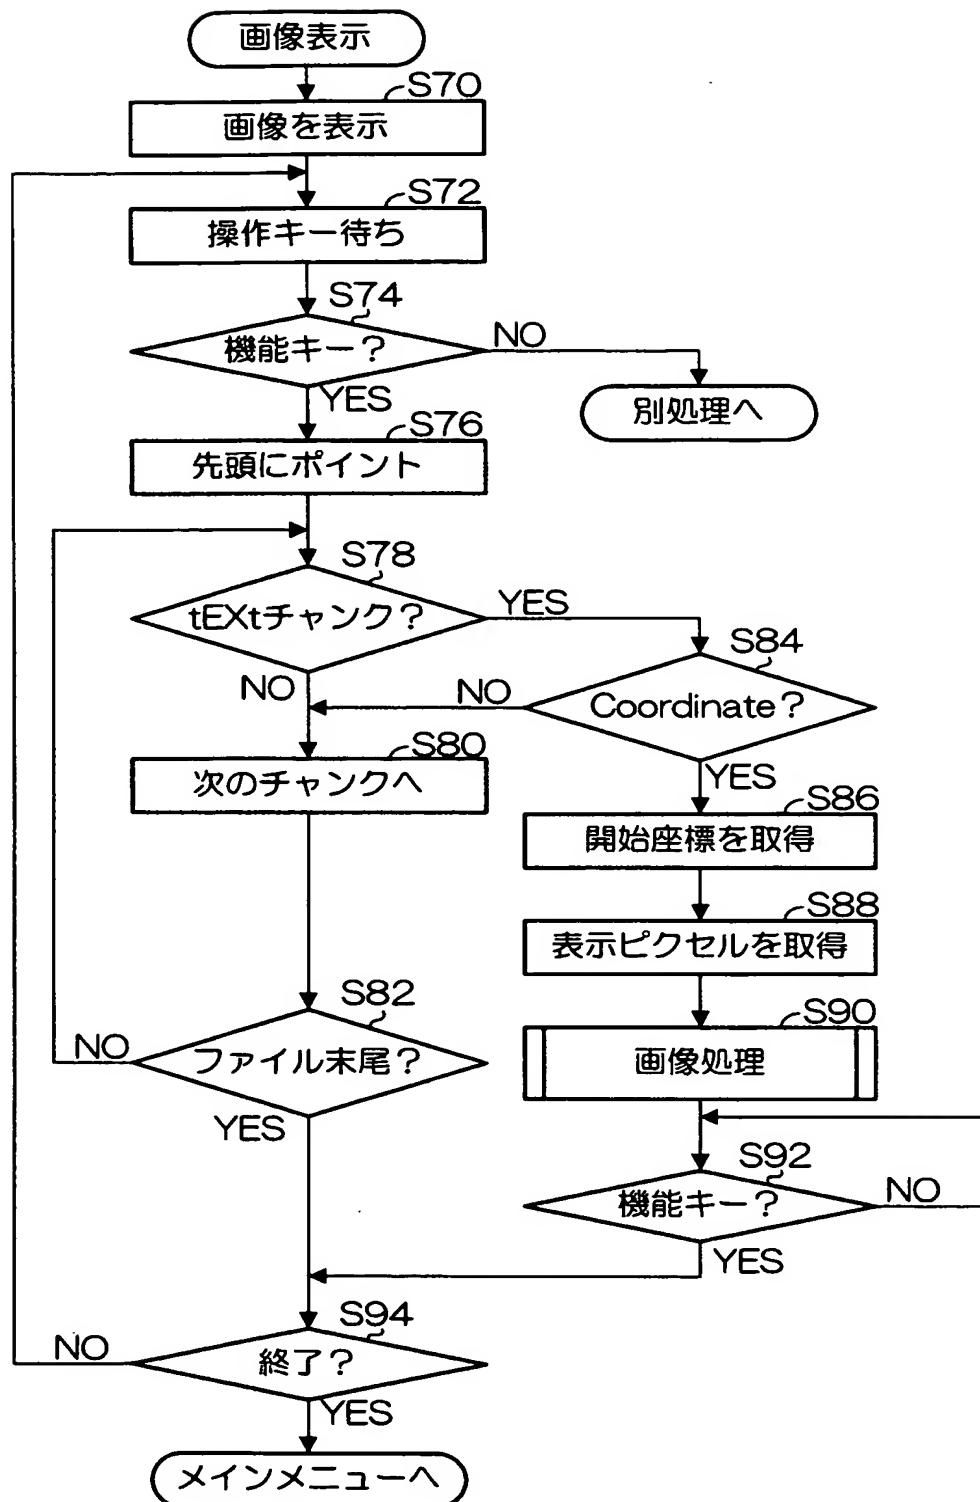 画像表示
S70
画像を表示
S72
操作キー待ち
S74
機能キー?
NO
YES
別処理へ
S76
先頭にポイント
S78
tEXtチャンク?
YES
NO
S84
Coordinate?
NO
YES
S80
次のチャンクへ
S86
開始座標を取得
S88
表示ピクセルを取得
S82
ファイル末尾?
NO
YES
S90
画像処理
S92
機能キー?
NO
YES
S94
終了?
NO
YES
メインメニューへ